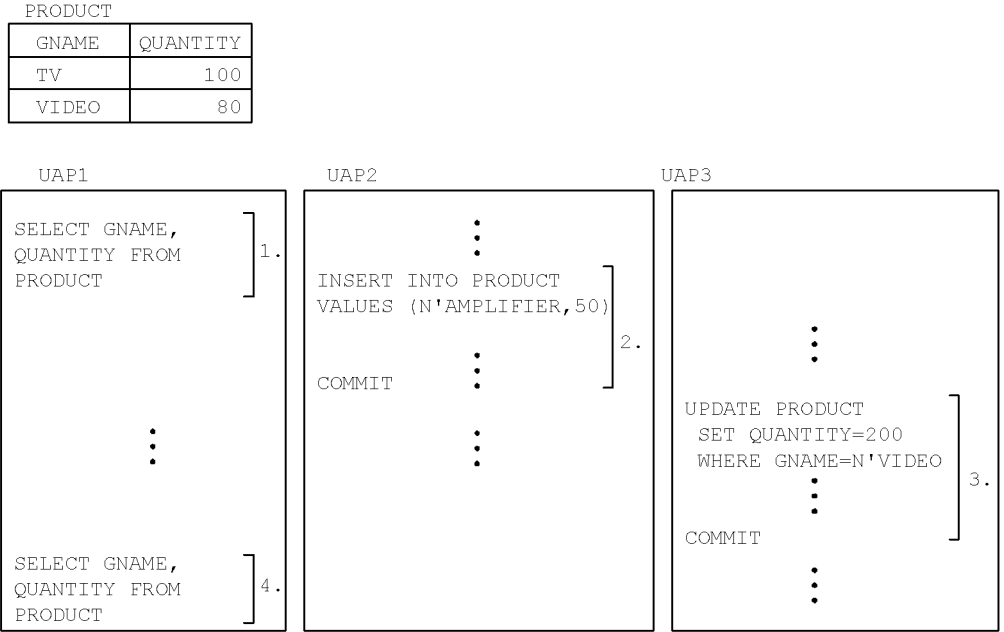 PRODUCT
GNAME QUANTITY
TV 100
VIDEO 80
UAP1
SELECT GNAME,
QUANTITY FROM
PRODUCT
1.
SELECT GNAME,
QUANTITY FROM
PRODUCT
4.
UAP2
INSERT INTO PRODUCT
VALUES (N'AMPLIFIER,50)
2.
COMMIT
UAP3
UPDATE PRODUCT
SET QUANTITY=200
WHERE GNAME=N'VIDEO
3.
COMMIT